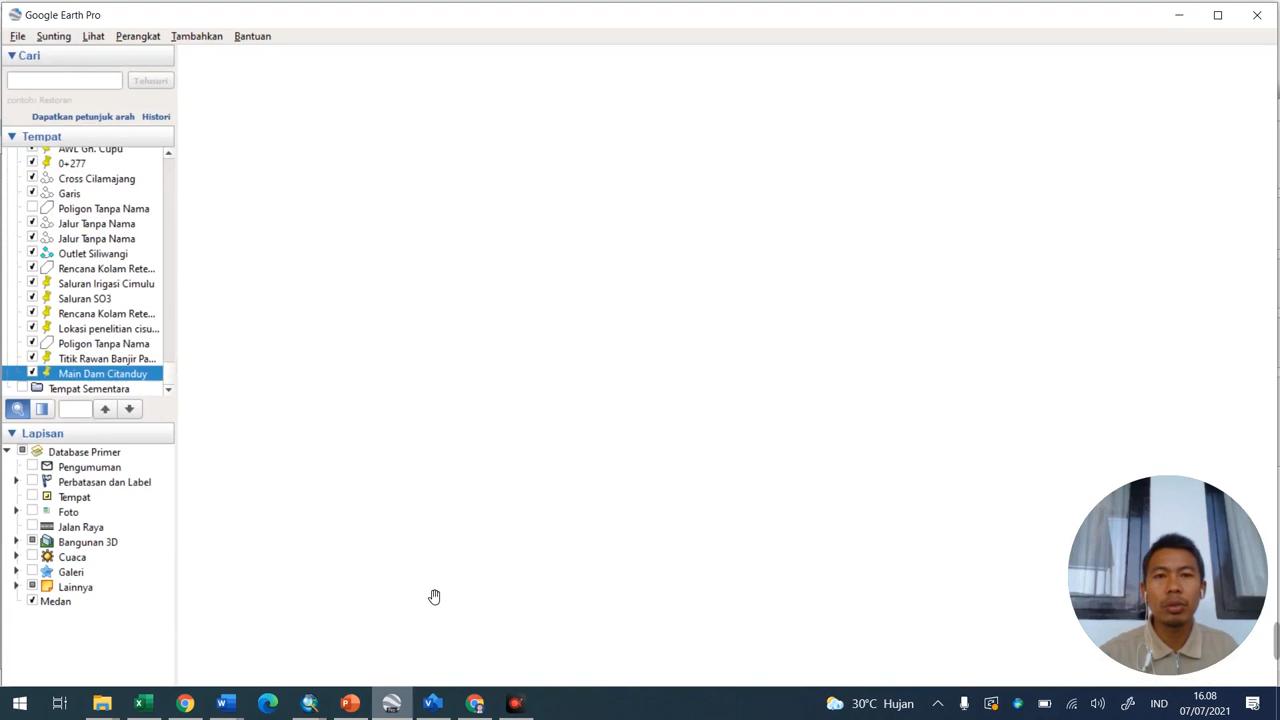 Google Earth Pro
File Sunting Lihat Perangkat Tambahkan Bantuan
Cari
Telusuri
contoh: Restoran
Dapatkan petunjuk arah Histori
Tempat
AWL Gh. Cupu
0+277
Cross Cilamajang
Garis
Poligon Tanpa Nama
Jalur Tanpa Nama
Jalur Tanpa Nama
Outlet Siliwangi
Rencana Kolam Rete...
Saluran Irigasi Cimulu
Saluran SO3
Rencana Kolam Rete...
Lokasi penelitian cisu...
Poligon Tanpa Nama
Titik Rawan Banjir Pa...
Main Dam Citanduy
Tempat Sementara
Lapisan
Database Primer
Pengumuman
Perbatasan dan Label
Tempat
Foto
Jalan Raya
Bangunan 3D
Cuaca
Galeri
Lainnya
Medan
30°C Hujan
IND
16.08
07/07/2021